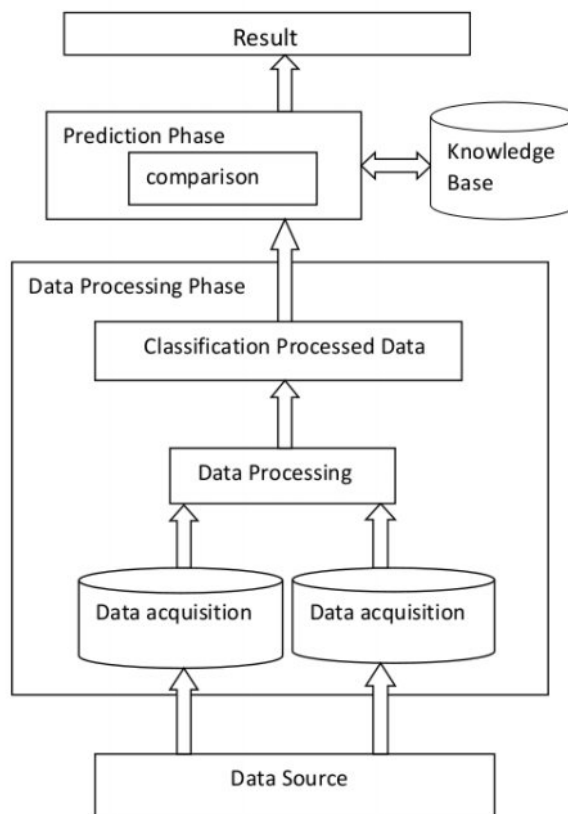 Result
Prediction Phase
comparison
Knowledge
Base
Data Processing Phase
Classification Processed Data
Data Processing
Data acquisition
Data acquisition
Data Source